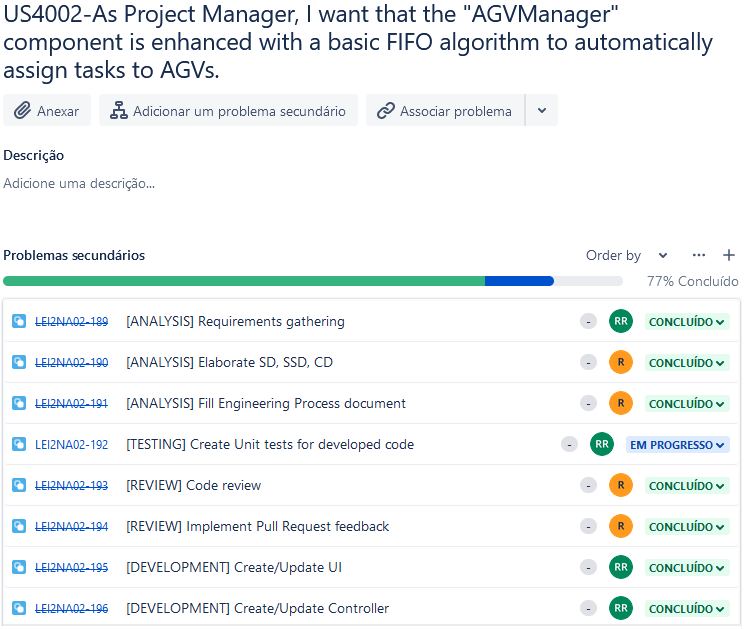 US4002-As Project Manager, I want that the "AGVManager"
component is enhanced with a basic FIFO algorithm to automatically
assign tasks to AGVs.
Anexar Adicionar um problema secundário Associar problema
Descrição
Adicione uma descrição...
Problemas secundários Order by
77% Concluído
LEI2NA02-189 [ANALYSIS] Requirements gathering - RR CONCLUÍDO
LEI2NA02-190 [ANALYSIS] Elaborate SD, SSD, CD - R CONCLUÍDO
LEI2NA02-191 [ANALYSIS] Fill Engineering Process document - R CONCLUÍDO
LEI2NA02-192 [TESTING] Create Unit tests for developed code - RR EM PROGRESSO
LEI2NA02-193 [REVIEW] Code review - R CONCLUÍDO
LEI2NA02-194 [REVIEW] Implement Pull Request feedback - R CONCLUÍDO
LEI2NA02-195 [DEVELOPMENT] Create/Update UI - RR CONCLUÍDO
LEI2NA02-196 [DEVELOPMENT] Create/Update Controller - RR CONCLUÍDO